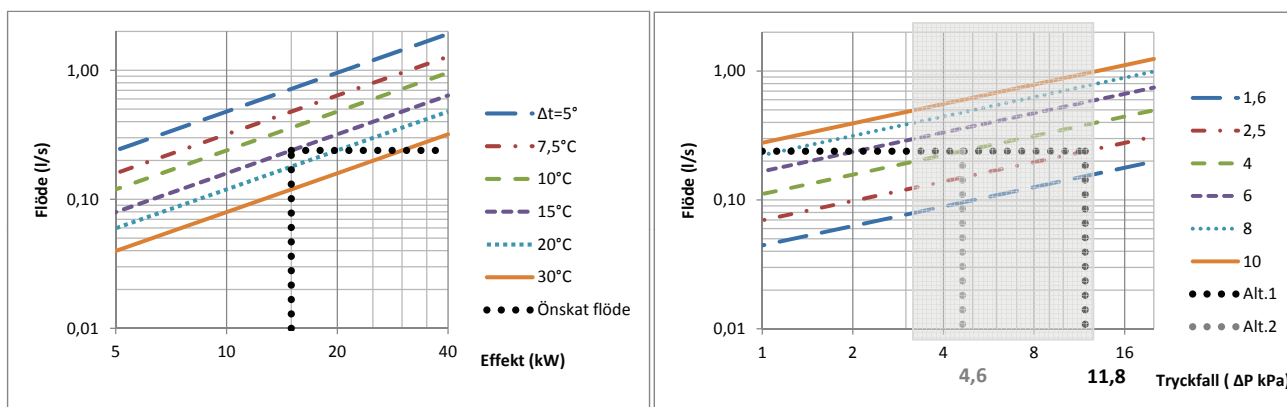 Flöde (l/s)
1,00
0,10
0,01
5
10
20
40
Effekt (kW)
Δt=5°
7,5°C
10°C
15°C
20°C
30°C
Önskat flöde
Flöde (l/s)
1,00
0,10
0,01
1
2
4
8
16
4,6
11,8
Tryckfall ( ΔP kPa)
1,6
2,5
4
6
8
10
Alt.1
Alt.2